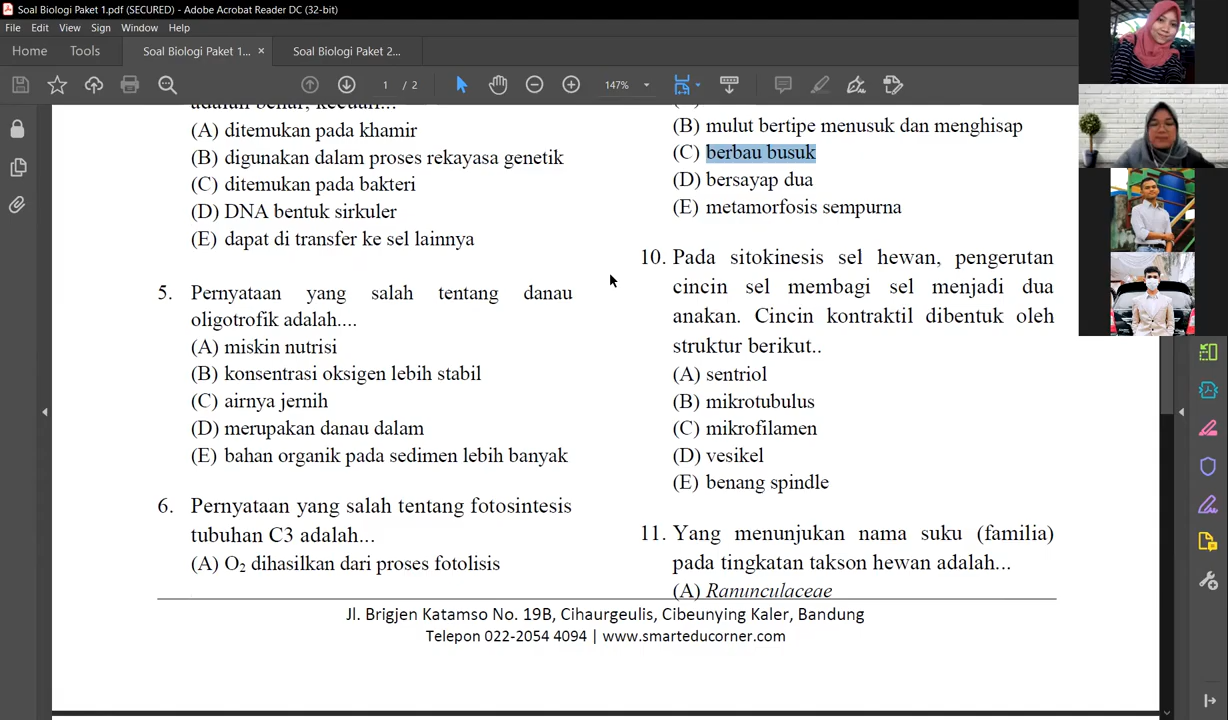 Soal Biologi Paket 1.pdf (SECURED) - Adobe Acrobat Reader DC (32-bit)
File Edit View Sign Window Help
Home Tools Soal Biologi Paket 1... × Soal Biologi Paket 2...
1 / 2 147%
adalah benar, kecuali...
(A) ditemukan pada khamir
(B) digunakan dalam proses rekayasa genetik
(C) ditemukan pada bakteri
(D) DNA bentuk sirkuler
(E) dapat di transfer ke sel lainnya
5. Pernyataan yang salah tentang danau
oligotrofik adalah....
(A) miskin nutrisi
(B) konsentrasi oksigen lebih stabil
(C) airnya jernih
(D) merupakan danau dalam
(E) bahan organik pada sedimen lebih banyak
6. Pernyataan yang salah tentang fotosintesis
tubuhan C3 adalah...
(A) O₂ dihasilkan dari proses fotolisis
(B) mulut bertipe menusuk dan menghisap
(C) berbau busuk
(D) bersayap dua
(E) metamorfosis sempurna
10. Pada sitokinesis sel hewan, pengerutan
cincin sel membagi sel menjadi dua
anakan. Cincin kontraktil dibentuk oleh
struktur berikut..
(A) sentriol
(B) mikrotubulus
(C) mikrofilamen
(D) vesikel
(E) benang spindle
11. Yang menunjukan nama suku (familia)
pada tingkatan takson hewan adalah...
(A) Ranunculaceae
Jl. Brigjen Katamso No. 19B, Cihaurgeulis, Cibeunying Kaler, Bandung
Telepon 022-2054 4094 | www.smarteducorner.com